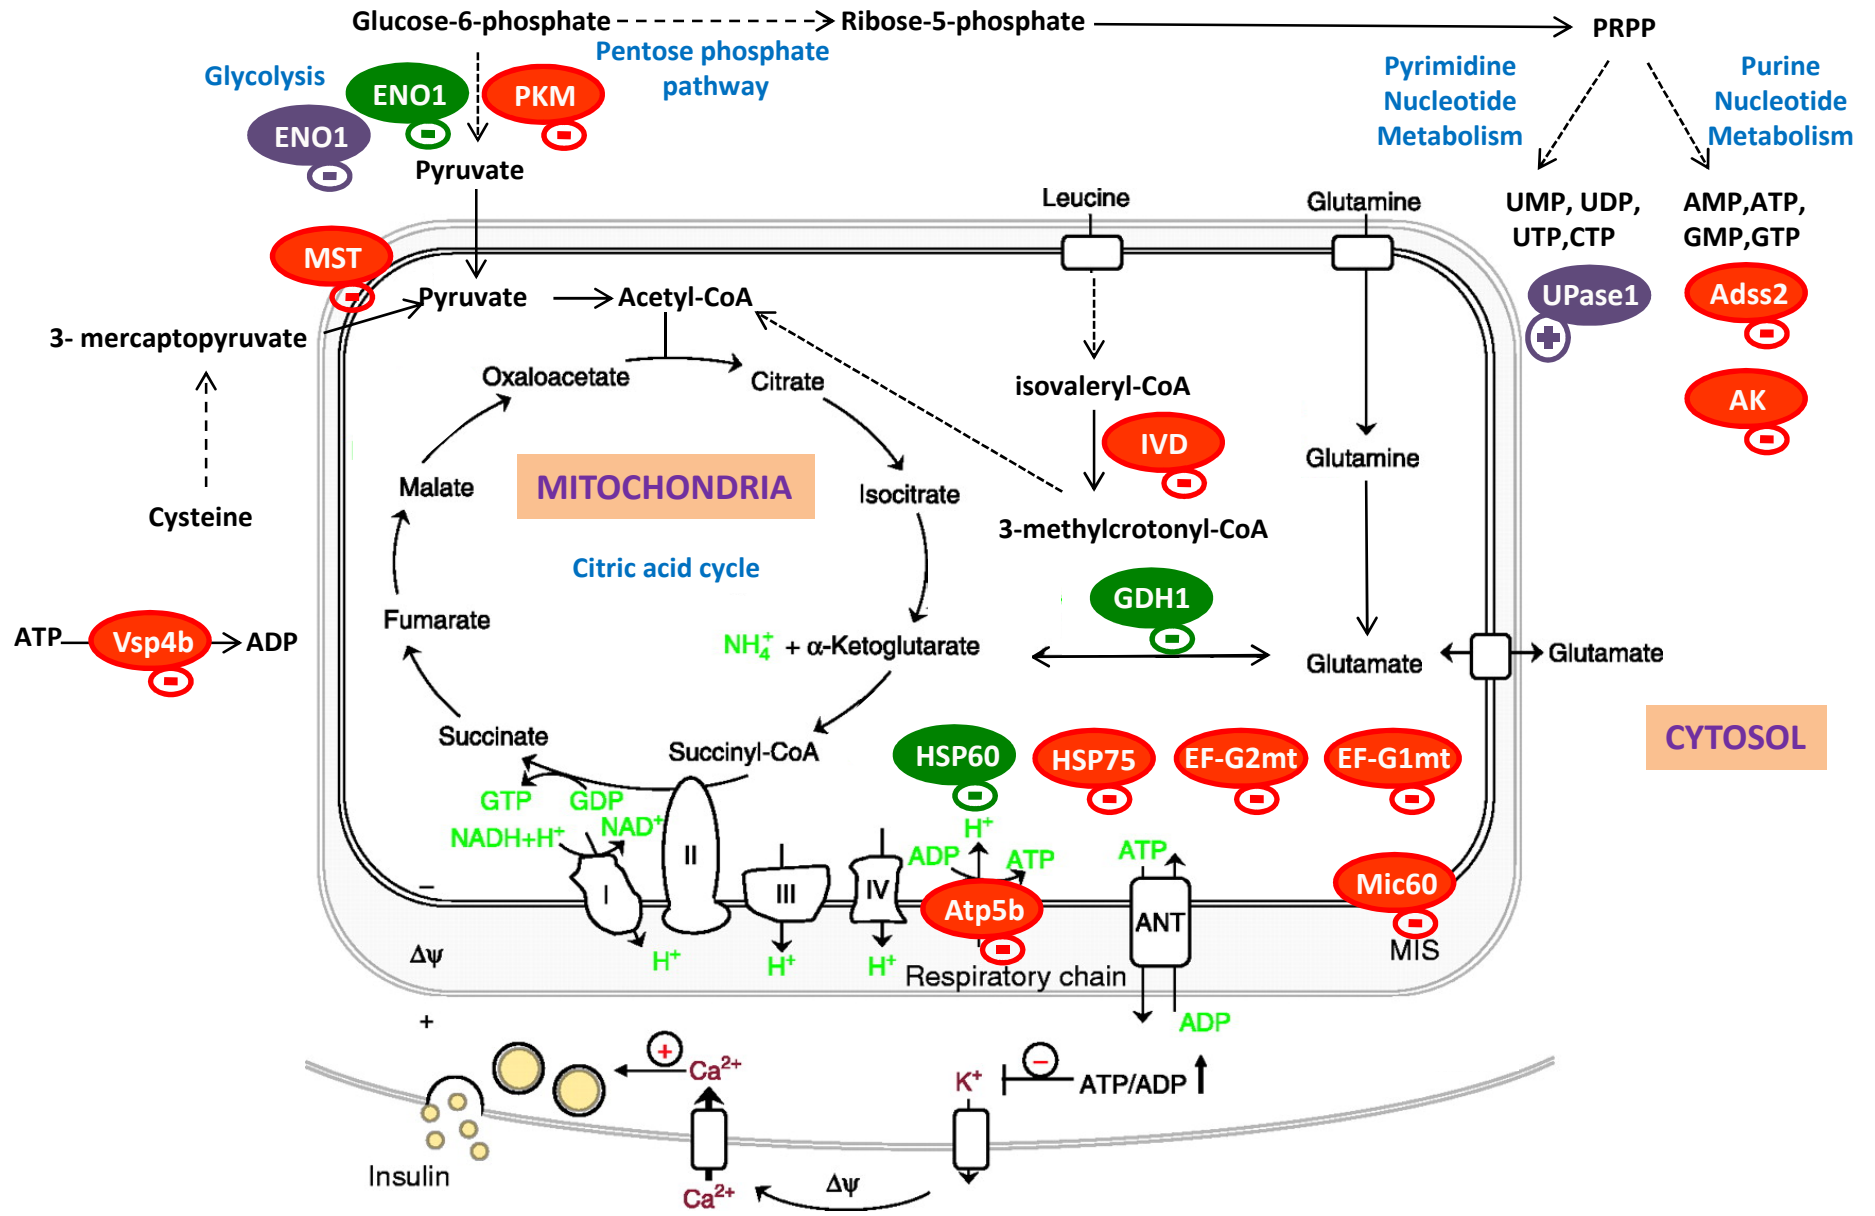 Glucose-6-phosphate
Ribose-5-phosphate
PRPP
Pentose phosphate
pathway
Glycolysis
ENO1
-
PKM
-
ENO1
-
Pyruvate
Pyrimidine
Nucleotide
Metabolism
Purine
Nucleotide
Metabolism
UMP, UDP,
UTP,CTP
AMP,ATP,
GMP,GTP
UPase1
+
Adss2
-
AK
-
Leucine
Glutamine
MST
-
Pyruvate
Acetyl-CoA
3- mercaptopyruvate
Cysteine
Oxaloacetate
Citrate
isovaleryl-CoA
IVD
-
Glutamine
Malate
MITOCHONDRIA
Isocitrate
3-methylcrotonyl-CoA
Citric acid cycle
GDH1
-
Fumarate
ATP
Vsp4b
-
ADP
NH₄⁺ + α-Ketoglutarate
Glutamate
Glutamate
CYTOSOL
Succinate
Succinyl-CoA
HSP60
-
HSP75
-
EF-G2mt
-
EF-G1mt
-
GTP
GDP
NADH+H⁺
NAD⁺
H⁺
ADP
ATP
ATP
I
II
III
IV
Atp5b
-
ANT
Mic60
-
MIS
–
Δψ
H⁺
H⁺
H⁺
Respiratory chain
+
ADP
+
Ca²⁺
K⁺
–
ATP/ADP
Insulin
Ca²⁺
Δψ